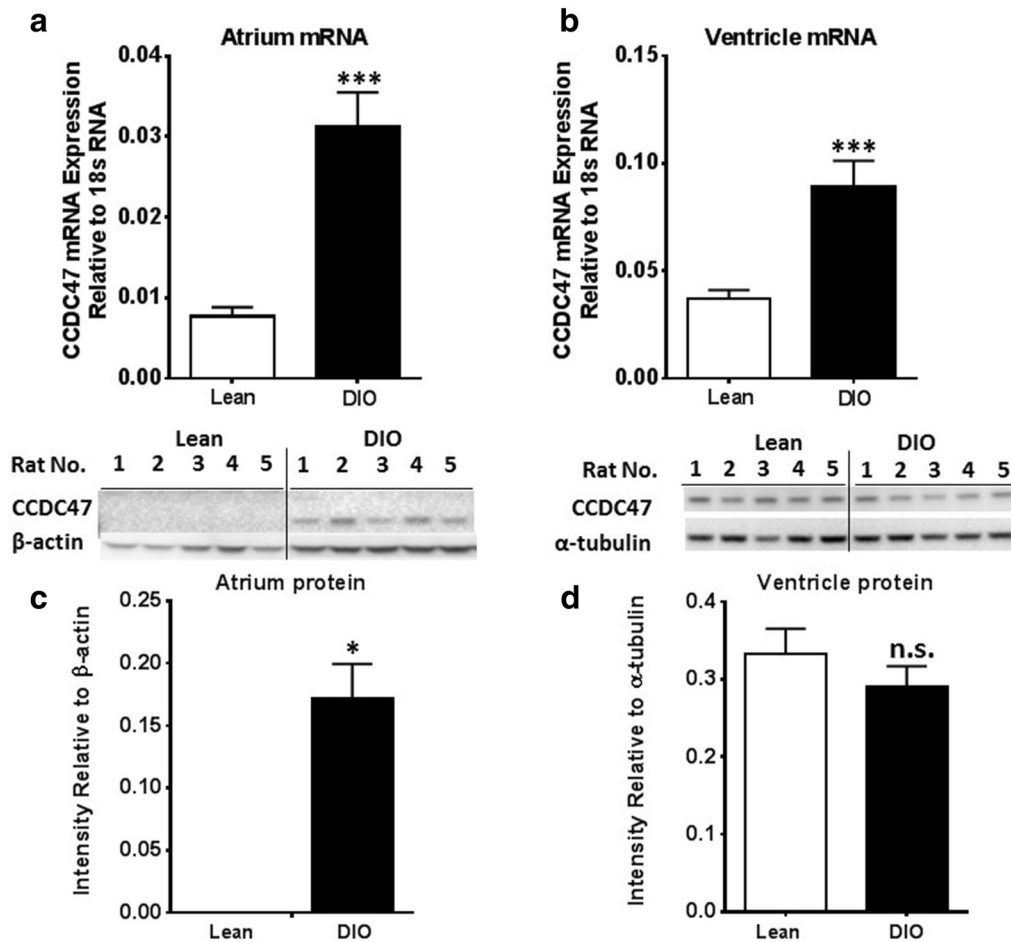 a
Atrium mRNA
CCDC47 mRNA Expression
Relative to 18s RNA
0.04
0.03
0.02
0.01
0.00
***
Lean
DIO
b
Ventricle mRNA
CCDC47 mRNA Expression
Relative to 18s RNA
0.15
0.10
0.05
0.00
***
Lean
DIO
Lean DIO
Rat No. 1 2 3 4 5 1 2 3 4 5
CCDC47
β-actin
Lean DIO
Rat No. 1 2 3 4 5 1 2 3 4 5
CCDC47
α-tubulin
c
Atrium protein
Intensity Relative to β-actin
0.25
0.20
0.15
0.10
0.05
0.00
*
Lean
DIO
d
Ventricle protein
Intensity Relative to α-tubulin
0.4
0.3
0.2
0.1
0.0
n.s.
Lean
DIO